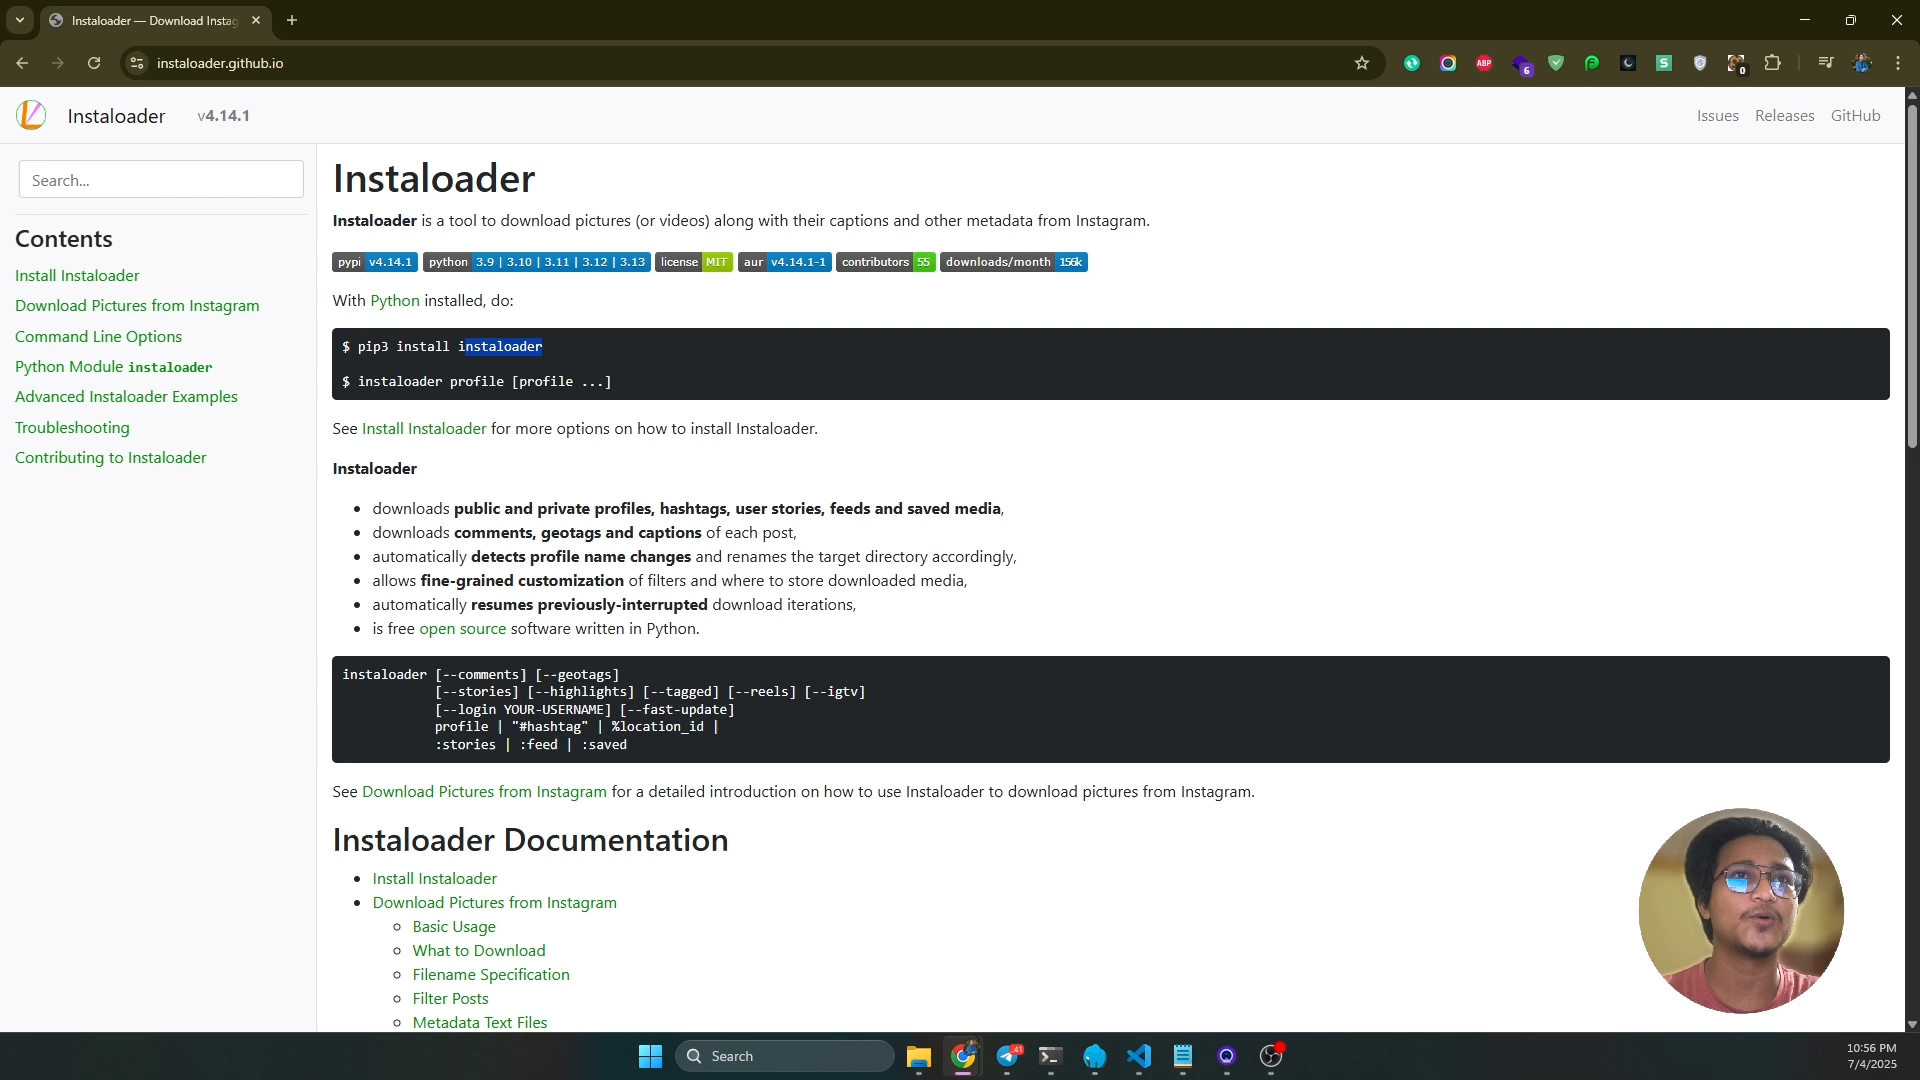 Instaloader — Download Instag
instaloader.github.io
ABP
6
S
0
Instaloader v4.14.1
Issues Releases GitHub
Search...
Contents
Install Instaloader
Download Pictures from Instagram
Command Line Options
Python Module instaloader
Advanced Instaloader Examples
Troubleshooting
Contributing to Instaloader
Instaloader
Instaloader is a tool to download pictures (or videos) along with their captions and other metadata from Instagram.
pypi v4.14.1 python 3.9 | 3.10 | 3.11 | 3.12 | 3.13 license MIT aur v4.14.1-1 contributors 55 downloads/month 156k
With Python installed, do:
$ pip3 install instaloader
$ instaloader profile [profile ...]
See Install Instaloader for more options on how to install Instaloader.
Instaloader
downloads public and private profiles, hashtags, user stories, feeds and saved media,
downloads comments, geotags and captions of each post,
automatically detects profile name changes and renames the target directory accordingly,
allows fine-grained customization of filters and where to store downloaded media,
automatically resumes previously-interrupted download iterations,
is free open source software written in Python.
instaloader [--comments] [--geotags]
[--stories] [--highlights] [--tagged] [--reels] [--igtv]
[--login YOUR-USERNAME] [--fast-update]
profile | "#hashtag" | %location_id |
:stories | :feed | :saved
See Download Pictures from Instagram for a detailed introduction on how to use Instaloader to download pictures from Instagram.
Instaloader Documentation
Install Instaloader
Download Pictures from Instagram
Basic Usage
What to Download
Filename Specification
Filter Posts
Metadata Text Files
Search
41
10:56 PM
7/4/2025